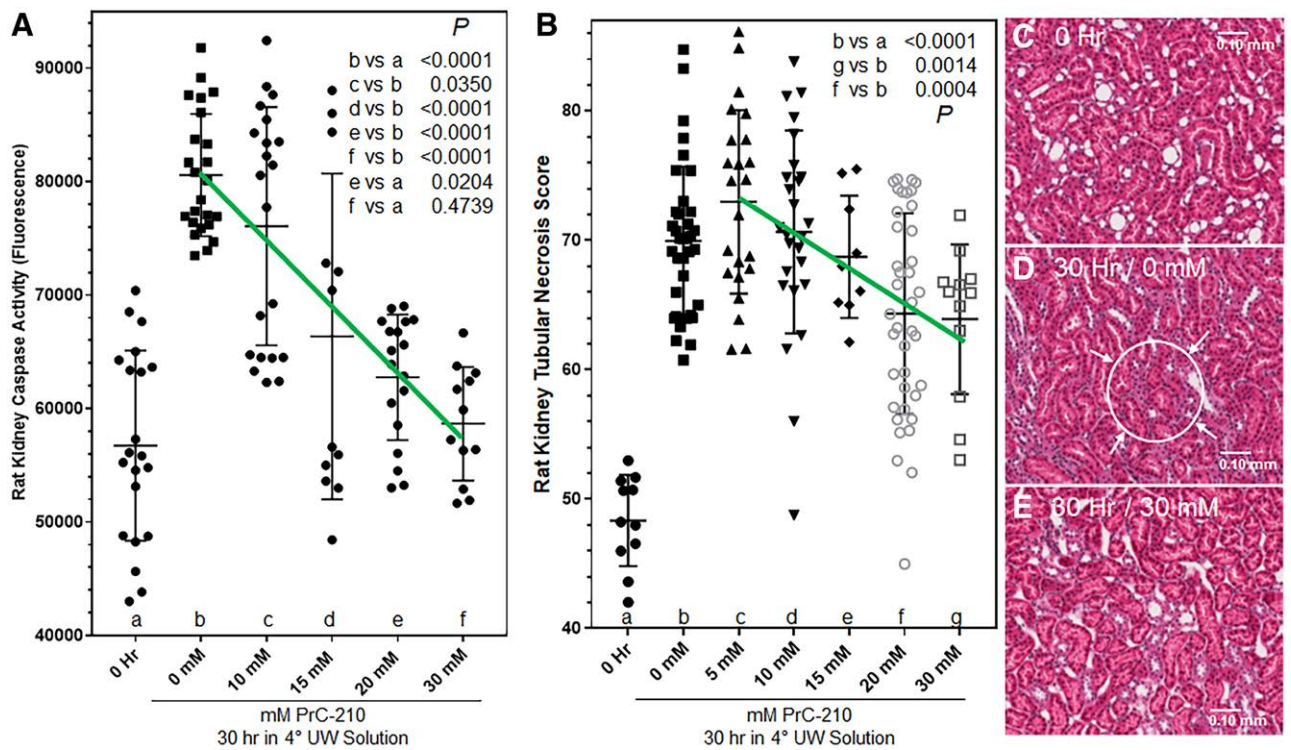 A
P
b vs a <0.0001
c vs b 0.0350
d vs b <0.0001
e vs b <0.0001
f vs b <0.0001
e vs a 0.0204
f vs a 0.4739
Rat Kidney Caspase Activity (Fluorescence)
90000
80000
70000
60000
50000
40000
a b c d e f
0 Hr 0 mM 10 mM 15 mM 20 mM 30 mM
mM PrC-210
30 hr in 4° UW Solution
B
b vs a <0.0001
g vs b 0.0014
f vs b 0.0004
P
Rat Kidney Tubular Necrosis Score
80
70
60
50
40
a b c d e f g
0 Hr 0 mM 5 mM 10 mM 15 mM 20 mM 30 mM
mM PrC-210
30 hr in 4° UW Solution
C 0 Hr
0.10 mm
D 30 Hr / 0 mM
0.10 mm
E 30 Hr / 30 mM
0.10 mm